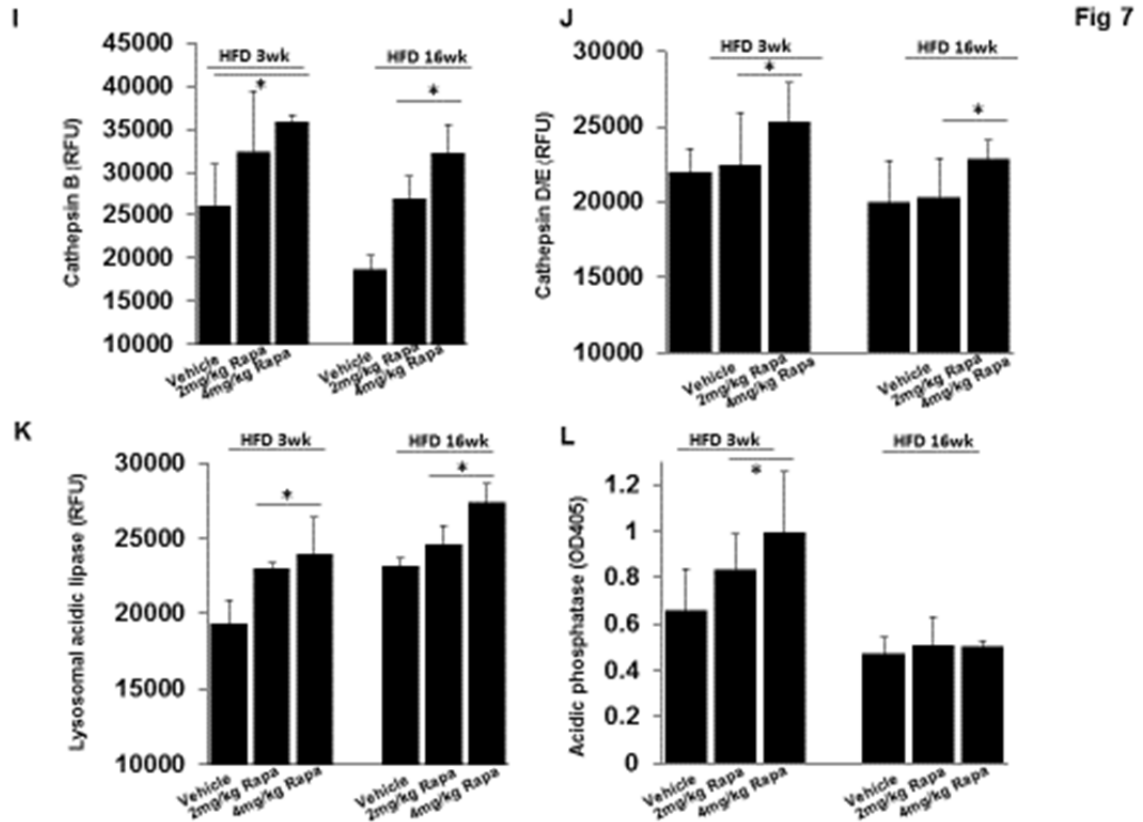 I
J
Fig 7
HFD 3wk
HFD 16wk
*
*
45000
40000
35000
30000
25000
20000
15000
10000
Cathepsin B (RFU)
Vehicle
2mg/kg Rapa
4mg/kg Rapa
Vehicle
2mg/kg Rapa
4mg/kg Rapa
HFD 3wk
HFD 16wk
*
*
30000
25000
20000
15000
10000
Cathepsin D/E (RFU)
Vehicle
2mg/kg Rapa
4mg/kg Rapa
Vehicle
2mg/kg Rapa
4mg/kg Rapa
K
HFD 3wk
HFD 16wk
*
*
30000
25000
20000
15000
10000
Lysosomal acidic lipase (RFU)
Vehicle
2mg/kg Rapa
4mg/kg Rapa
Vehicle
2mg/kg Rapa
4mg/kg Rapa
L
HFD 3wk
HFD 16wk
*
1.2
1
0.8
0.6
0.4
0.2
0
Acidic phosphatase (OD405)
Vehicle
2mg/kg Rapa
4mg/kg Rapa
Vehicle
2mg/kg Rapa
4mg/kg Rapa